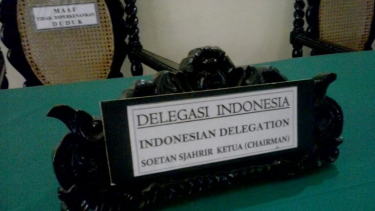 MAAF
TIDAK DIPERKENANKAN
DUDUK
DELEGASI INDONESIA
INDONESIAN DELEGATION
SOETAN SJAHRIR KETUA (CHAIRMAN)